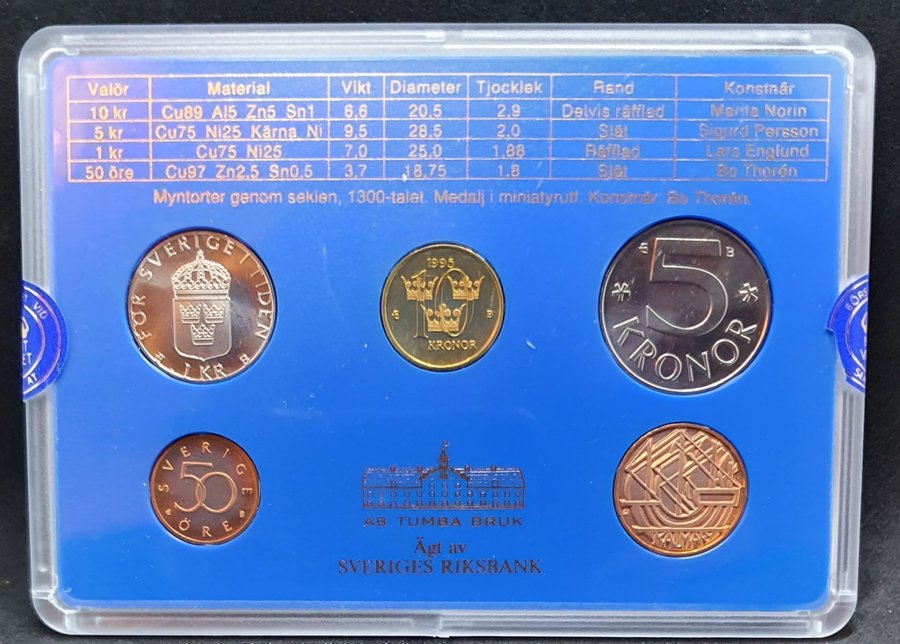 Valör Material Vikt Diameter Tjocklek Rand Konstnär
10 kr Cu89 Al5 Zn5 Sn1 6,6 20,5 2,9 Delvis räfflad Marita Norin
5 kr Cu75 Ni25 Kärna Ni 9,5 28,5 2,0 Slät Sigurd Persson
1 kr Cu75 Ni25 7,0 25,0 1,88 Räfflad Lars Englund
50 öre Cu97 Zn2,5 Sn0,5 3,7 18,75 1,8 Slät Bo Thorén
Myntorter genom seklen, 1300-talet. Medalj i miniatyrutf. Konstnär: Bo Thorén.
FÖR SVERIGE I TIDEN
1 KR B
1995
10
B
KRONOR
B
5
KRONOR
SVERIGE
50
ÖRE
B
AB TUMBA BRUK
Ägt av
SVERIGES RIKSBANK
VID